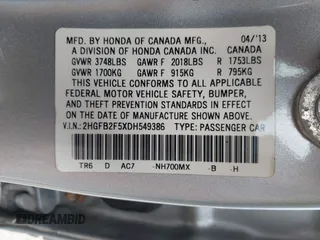 MFD. BY HONDA OF CANADA MFG., 04/'13
A DIVISION OF HONDA CANADA INC. CANADA
GVWR 3748LBS GAWR F 2018LBS R 1753LBS
GVWR 1700KG GAWR F 915KG R 795KG
THIS VEHICLE CONFORMS TO ALL APPLICABLE
FEDERAL MOTOR VEHICLE SAFETY, BUMPER,
AND THEFT PREVENTION STANDARDS IN
EFFECT ON THE DATE OF MANUFACTURE
SHOWN ABOVE.
V.I.N.: 2HGFB2F5XDH549386 TYPE: PASSENGER CAR
TR6 D AC7 -NH700MX -B -H
DREAMBID